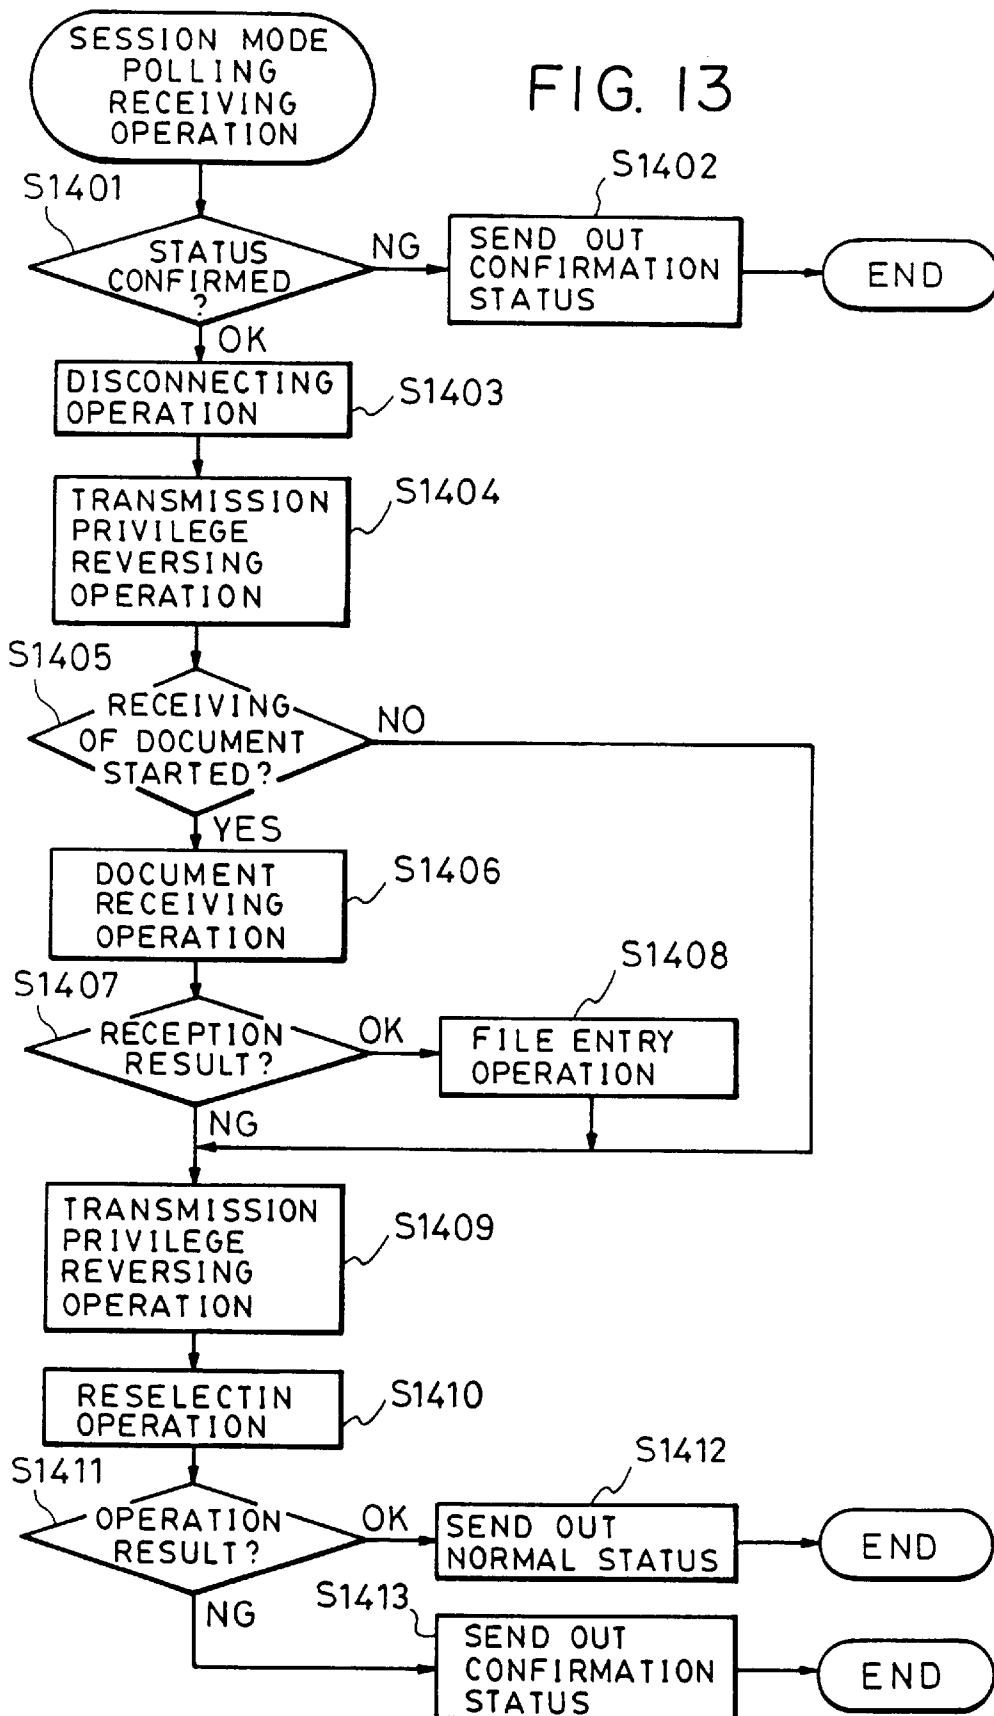 SESSION MODE
POLLING
RECEIVING
OPERATION
FIG. 13
S1401
STATUS
CONFIRMED
?
NG
S1402
SEND OUT
CONFIRMATION
STATUS
END
OK
DISCONNECTING
OPERATION
S1403
TRANSMISSION
PRIVILEGE
REVERSING
OPERATION
S1404
S1405
RECEIVING
OF DOCUMENT
STARTED?
NO
YES
DOCUMENT
RECEIVING
OPERATION
S1406
S1407
RECEPTION
RESULT?
OK
S1408
FILE ENTRY
OPERATION
NG
TRANSMISSION
PRIVILEGE
REVERSING
OPERATION
S1409
RESELECTIN
OPERATION
S1410
S1411
OPERATION
RESULT?
OK
S1412
SEND OUT
NORMAL STATUS
END
NG
S1413
SEND OUT
CONFIRMATION
STATUS
END